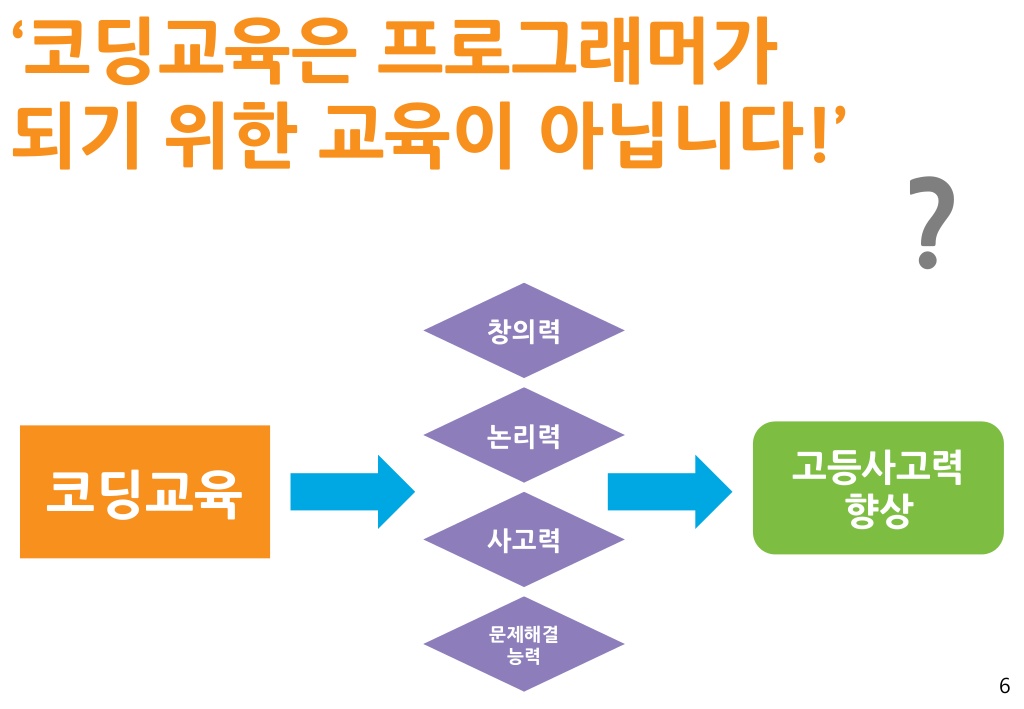 ‘코딩교육은 프로그래머가
되기 위한 교육이 아닙니다!’
?
창의력
논리력
코딩교육
고등사고력
향상
사고력
문제해결
능력
6